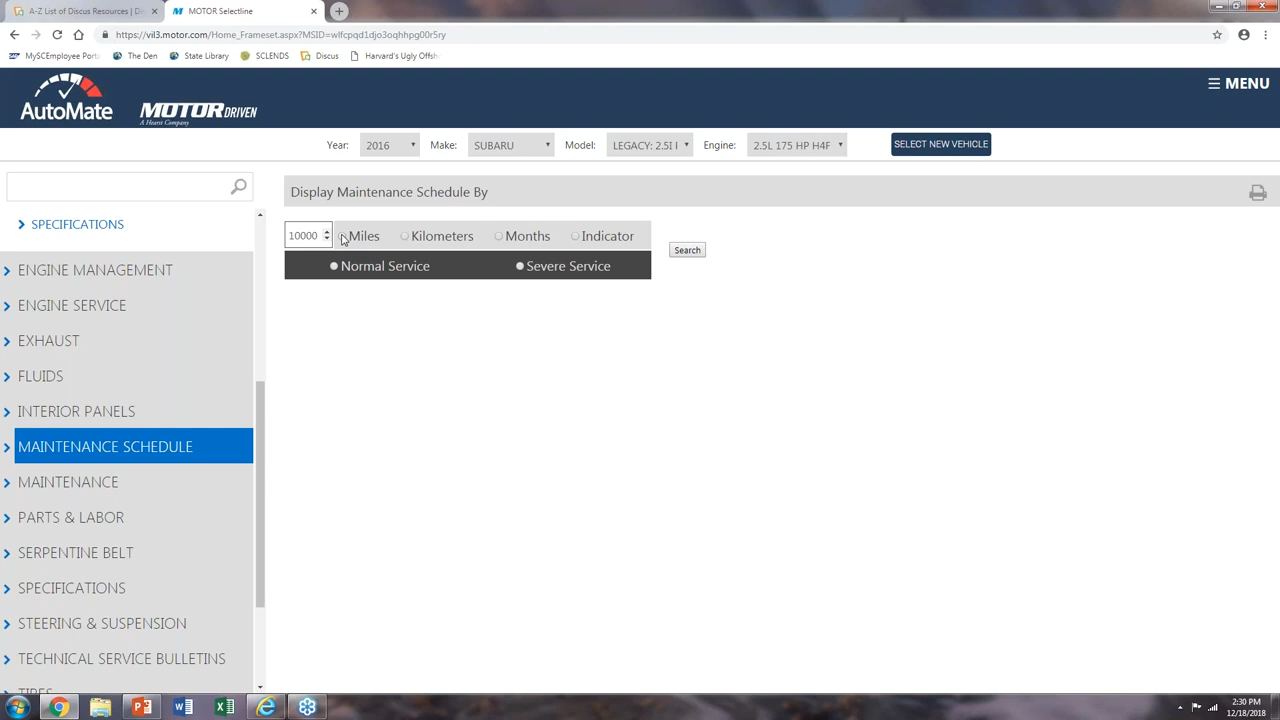 A-Z List of Discus Resources | D
MOTOR Selectline
https://vil3.motor.com/Home_Frameset.aspx?MSID=wlfcpqd1djo3oqhhpg00r5ry
MySCEmployee Port
The Den
State Library
SCLENDS
Discus
Harvard's Ugly Offsh
AutoMate
MOTOR DRIVEN
A Hearst Company
MENU
Year: 2016 Make: SUBARU Model: LEGACY: 2.5I Engine: 2.5L 175 HP H4F SELECT NEW VEHICLE
Display Maintenance Schedule By
SPECIFICATIONS
10000 Miles Kilometers Months Indicator
Search
Normal Service Severe Service
ENGINE MANAGEMENT
ENGINE SERVICE
EXHAUST
FLUIDS
INTERIOR PANELS
MAINTENANCE SCHEDULE
MAINTENANCE
PARTS & LABOR
SERPENTINE BELT
SPECIFICATIONS
STEERING & SUSPENSION
TECHNICAL SERVICE BULLETINS
TIRES
2:30 PM
12/18/2018